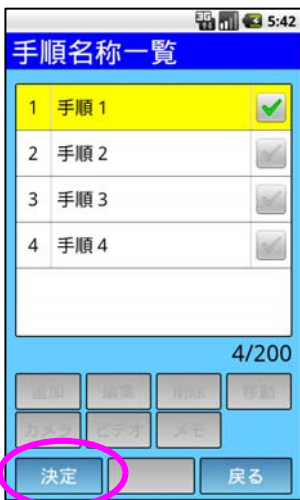 3G 5:42
手順名称一覧
1 手順 1
2 手順 2
3 手順 3
4 手順 4
4/200
追加 編集 削除 移動
カメラ ビデオ メモ
決定 戻る